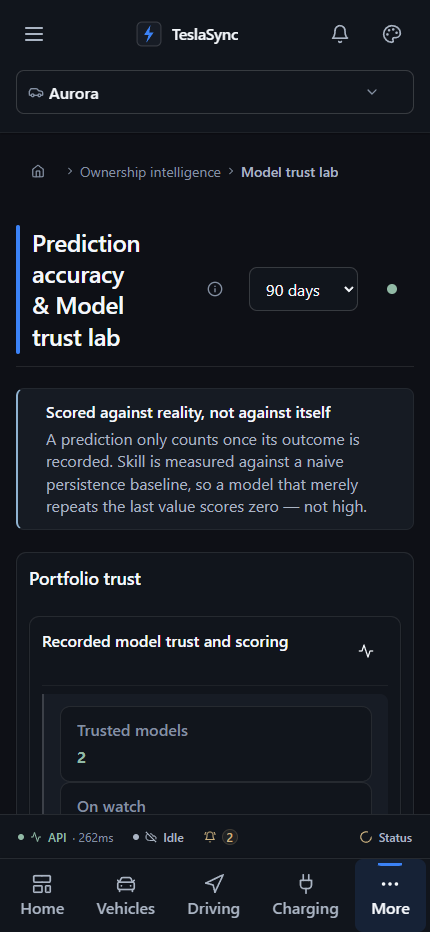 TeslaSync
Aurora
Ownership intelligence > Model trust lab
Prediction
accuracy
& Model
trust lab
90 days
Scored against reality, not against itself
A prediction only counts once its outcome is
recorded. Skill is measured against a naive
persistence baseline, so a model that merely
repeats the last value scores zero — not high.
Portfolio trust
Recorded model trust and scoring
Trusted models
2
On watch
API · 262ms Idle 2 Status
Home Vehicles Driving Charging More